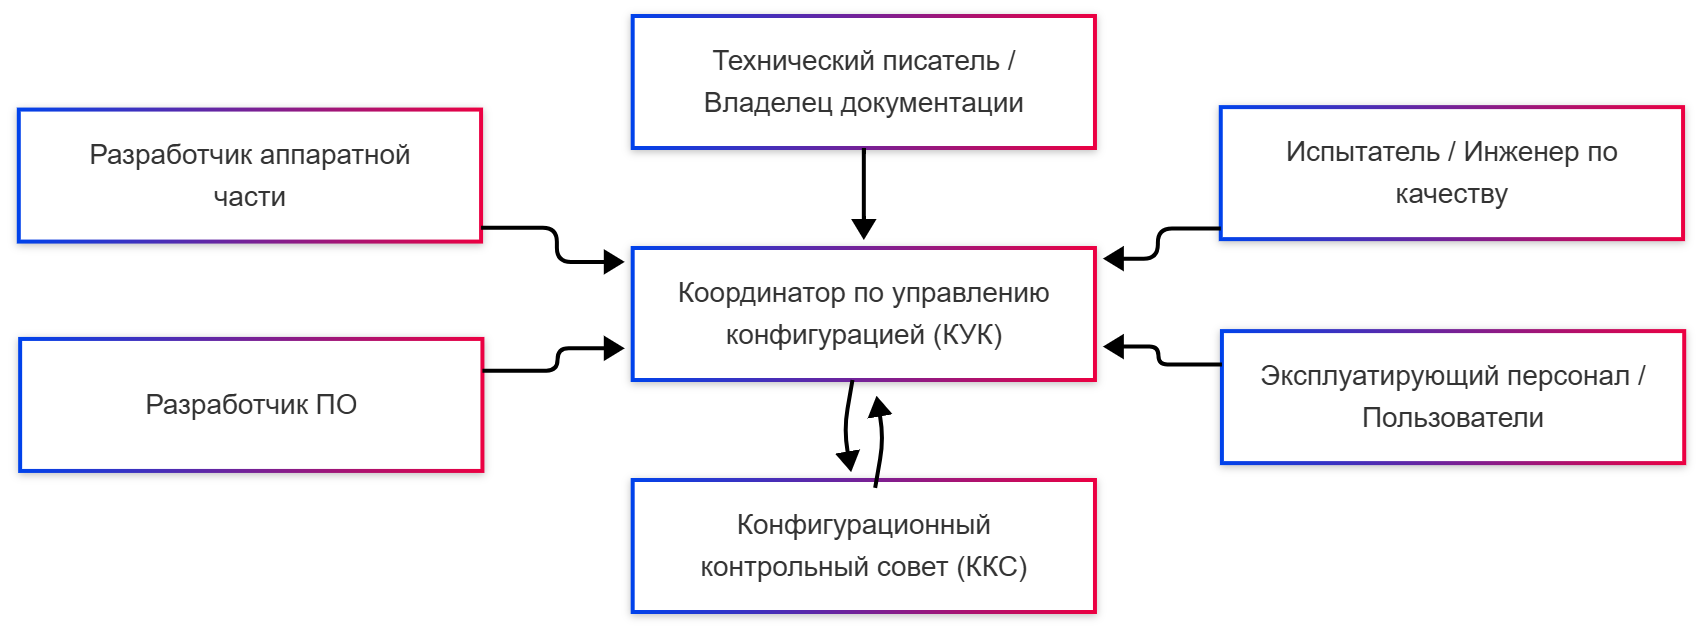 Технический писатель /
Владелец документации
Разработчик аппаратной
части
Испытатель / Инженер по
качеству
Координатор по управлению
конфигурацией (КУК)
Разработчик ПО
Эксплуатирующий персонал /
Пользователи
Конфигурационный
контрольный совет (ККС)